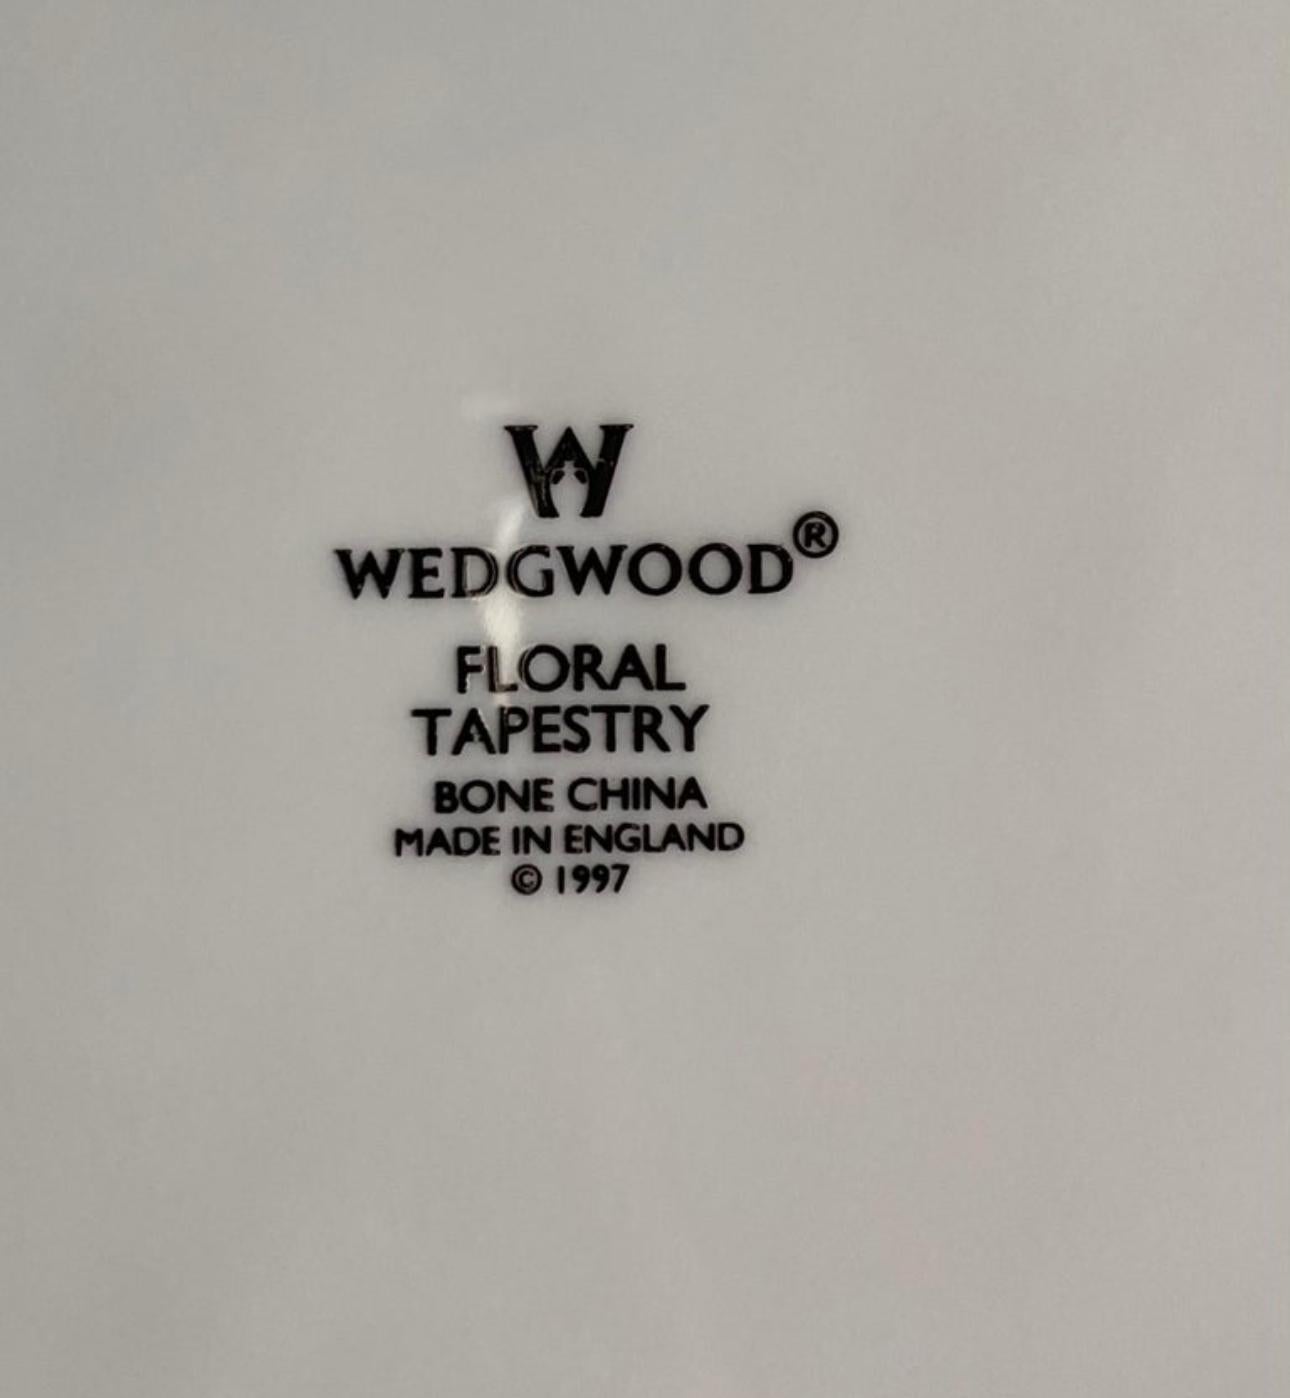 W
WEDGWOOD®
FLORAL
TAPESTRY
BONE CHINA
MADE IN ENGLAND
© 1997